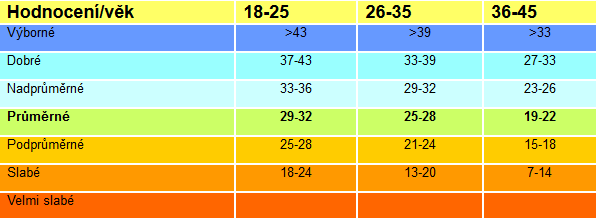 Hodnocení/věk 18-25 26-35 36-45
Výborné >43 >39 >33
Dobré 37-43 33-39 27-33
Nadprůměrné 33-36 29-32 23-26
Průměrné 29-32 25-28 19-22
Podprůměrné 25-28 21-24 15-18
Slabé 18-24 13-20 7-14
Velmi slabé